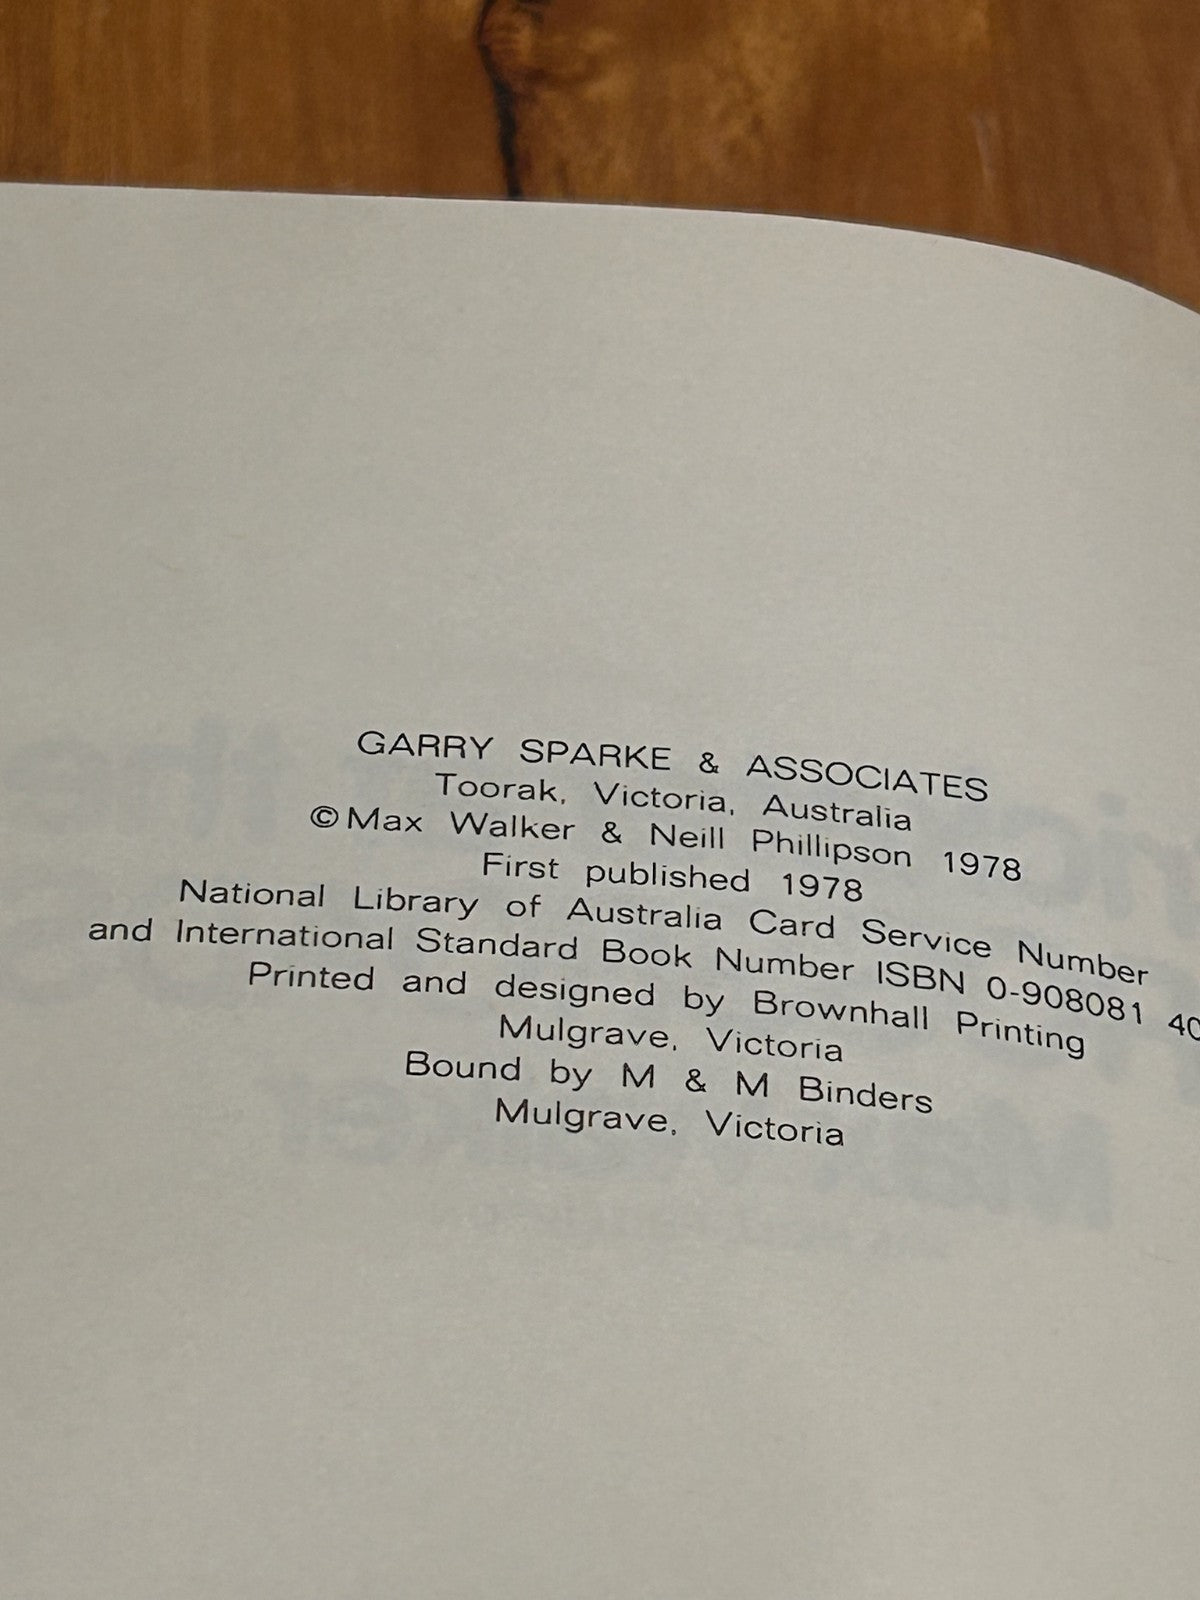 GARRY SPARKE & ASSOCIATES
Toorak, Victoria, Australia
©Max Walker & Neill Phillipson 1978
First published 1978
National Library of Australia Card Service Number
and International Standard Book Number ISBN 0-908081 40
Printed and designed by Brownhall Printing
Mulgrave, Victoria
Bound by M & M Binders
Mulgrave, Victoria